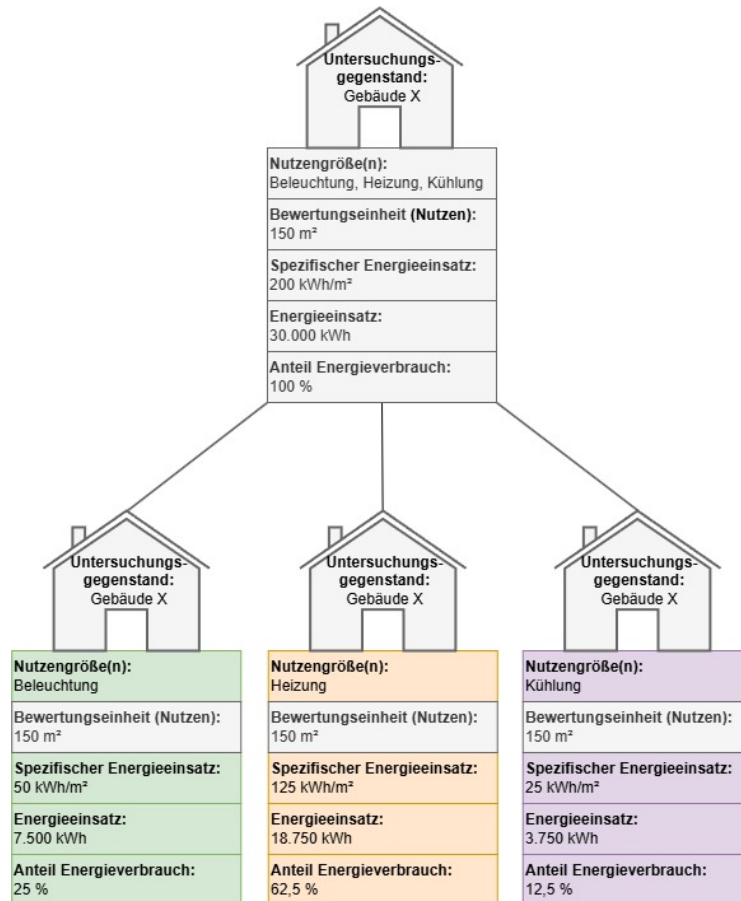 Untersuchungs-
gegenstand:
Gebäude X
Nutzengröße(n):
Beleuchtung, Heizung, Kühlung
Bewertungseinheit (Nutzen):
150 m²
Spezifischer Energieeinsatz:
200 kWh/m²
Energieeinsatz:
30.000 kWh
Anteil Energieverbrauch:
100 %
Untersuchungs-
gegenstand:
Gebäude X
Nutzengröße(n):
Beleuchtung
Bewertungseinheit (Nutzen):
150 m²
Spezifischer Energieeinsatz:
50 kWh/m²
Energieeinsatz:
7.500 kWh
Anteil Energieverbrauch:
25 %
Untersuchungs-
gegenstand:
Gebäude X
Nutzengröße(n):
Heizung
Bewertungseinheit (Nutzen):
150 m²
Spezifischer Energieeinsatz:
125 kWh/m²
Energieeinsatz:
18.750 kWh
Anteil Energieverbrauch:
62,5 %
Untersuchungs-
gegenstand:
Gebäude X
Nutzengröße(n):
Kühlung
Bewertungseinheit (Nutzen):
150 m²
Spezifischer Energieeinsatz:
25 kWh/m²
Energieeinsatz:
3.750 kWh
Anteil Energieverbrauch:
12,5 %